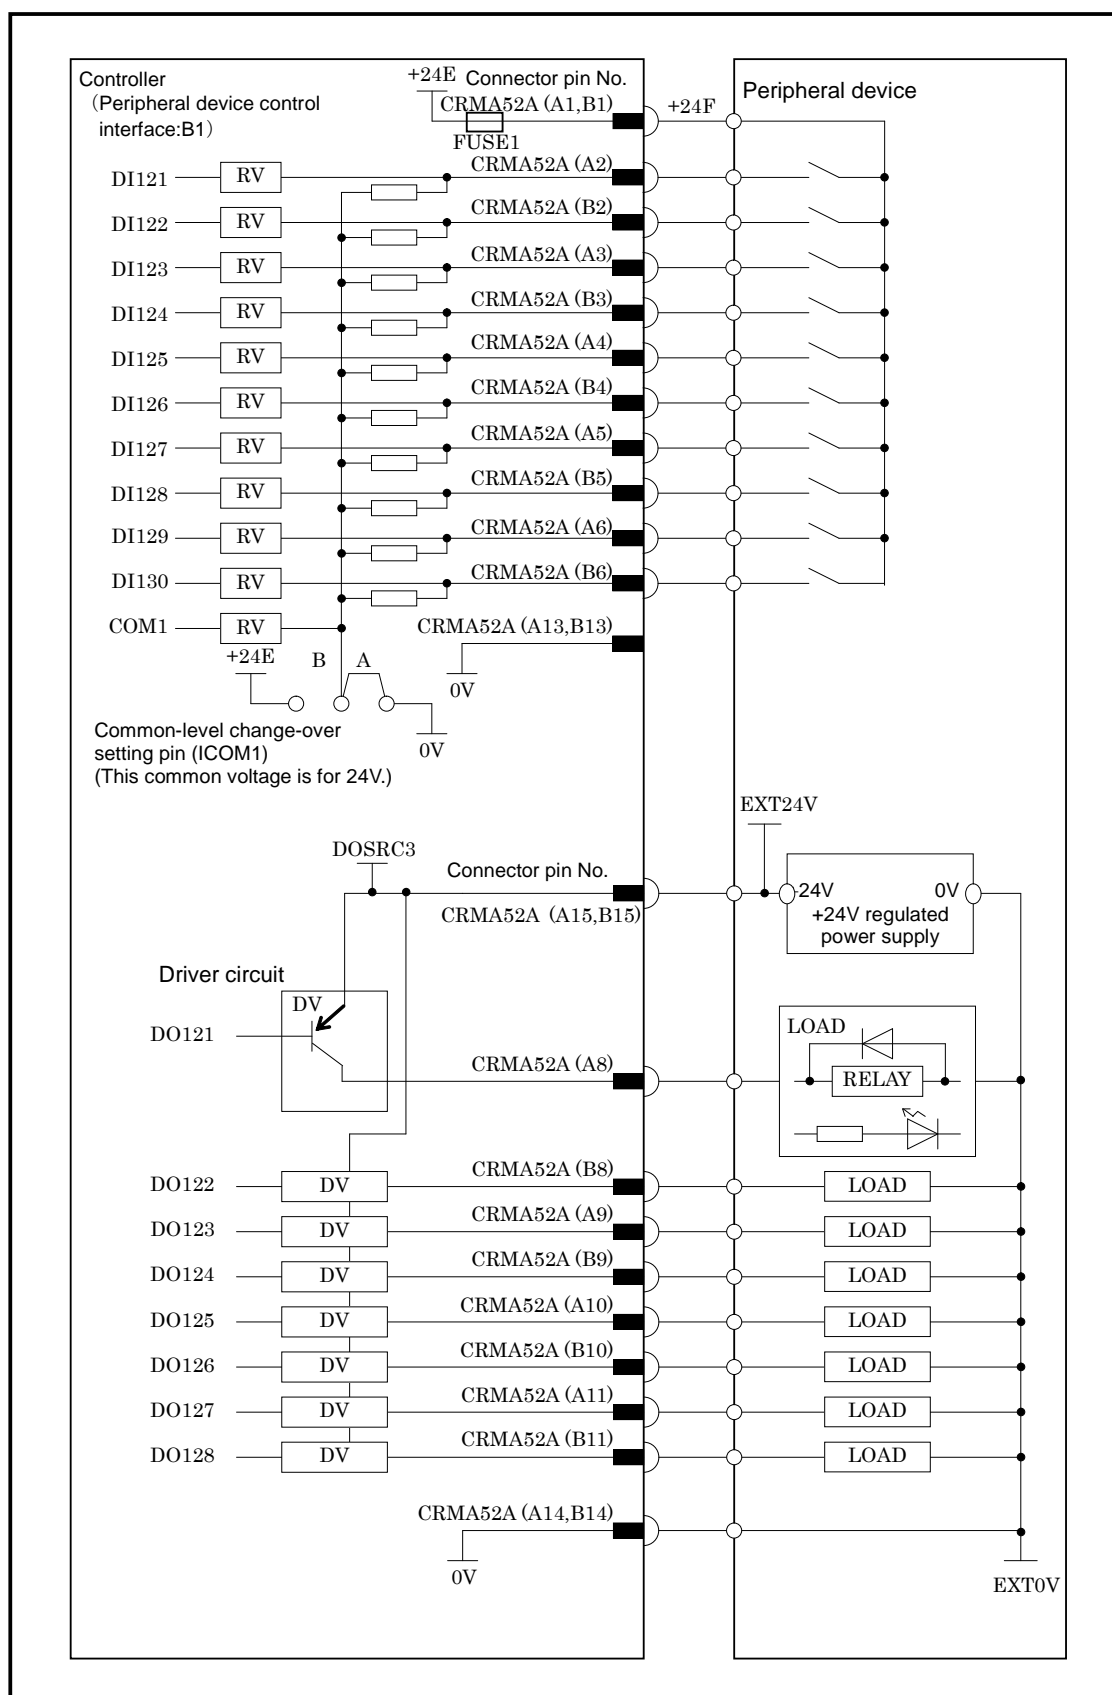 Controller
（Peripheral device control
interface:B1）
+24E
Connector pin No.
CRMA52A (A1,B1)
FUSE1
+24F
Peripheral device
DI121 RV CRMA52A (A2)
DI122 RV CRMA52A (B2)
DI123 RV CRMA52A (A3)
DI124 RV CRMA52A (B3)
DI125 RV CRMA52A (A4)
DI126 RV CRMA52A (B4)
DI127 RV CRMA52A (A5)
DI128 RV CRMA52A (B5)
DI129 RV CRMA52A (A6)
DI130 RV CRMA52A (B6)
COM1 RV CRMA52A (A13,B13)
+24E B A
0V
0V
Common-level change-over
setting pin (ICOM1)
(This common voltage is for 24V.)
EXT24V
DOSRC3
Connector pin No.
CRMA52A (A15,B15)
24V 0V
+24V regulated
power supply
Driver circuit
DV
DO121
CRMA52A (A8)
LOAD
RELAY
DO122 DV CRMA52A (B8) LOAD
DO123 DV CRMA52A (A9) LOAD
DO124 DV CRMA52A (B9) LOAD
DO125 DV CRMA52A (A10) LOAD
DO126 DV CRMA52A (B10) LOAD
DO127 DV CRMA52A (A11) LOAD
DO128 DV CRMA52A (B11) LOAD
CRMA52A (A14,B14)
0V
EXT0V